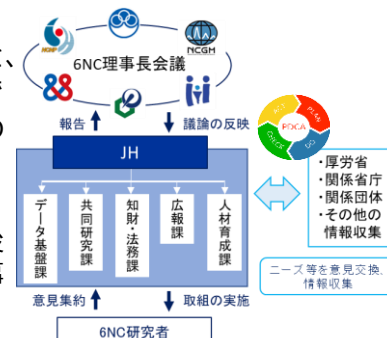 6NC理事長会議
NCGM
報告
議論の反映
ACT
PLAN
DO
CHECK
PDCA
JH
データ基盤課
共同研究課
知財・法務課
広報課
人材育成課
・厚労省
・関係省庁
・関係団体
・その他の
情報収集
ニーズ等を意見交換、
情報収集
意見集約
取組の実施
6NC研究者